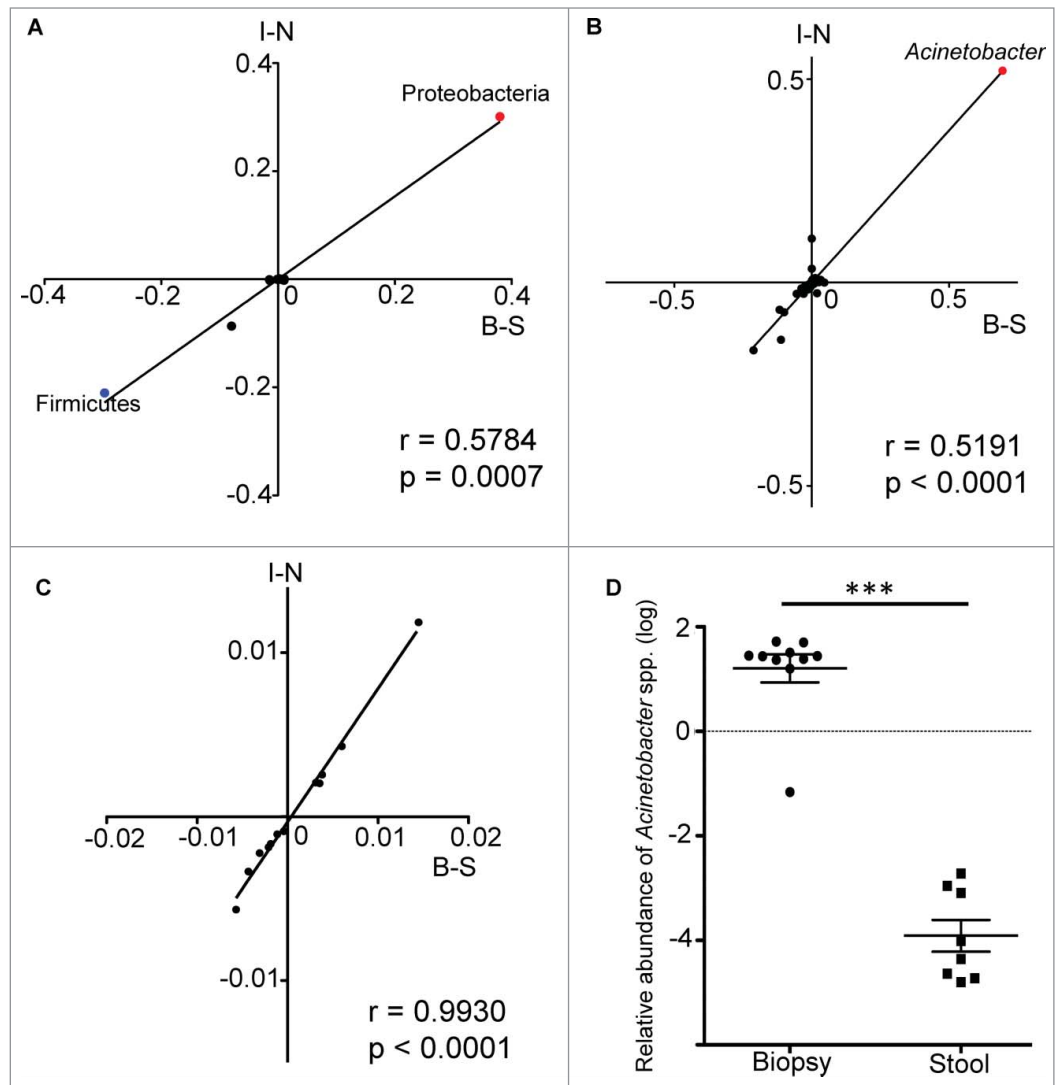 A
I-N
0.4
Proteobacteria
0.2
-0.4
-0.2
0
0.2
0.4
B-S
-0.2
Firmicutes
r = 0.5784
p = 0.0007
-0.4
B
I-N
Acinetobacter
0.5
-0.5
0
0.5
B-S
r = 0.5191
-0.5
p < 0.0001
C
I-N
0.01
-0.02
-0.01
0
0.01
0.02
B-S
-0.01
r = 0.9930
p < 0.0001
D
***
Relative abundance of Acinetobacter spp. (log)
2
0
-2
-4
Biopsy
Stool